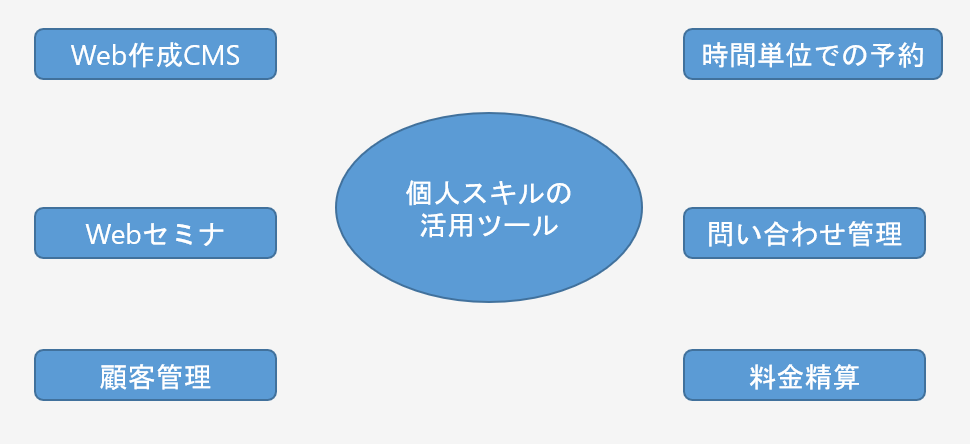 Web作成CMS
時間単位での予約
個人スキルの
活用ツール
Webセミナ
問い合わせ管理
顧客管理
料金精算